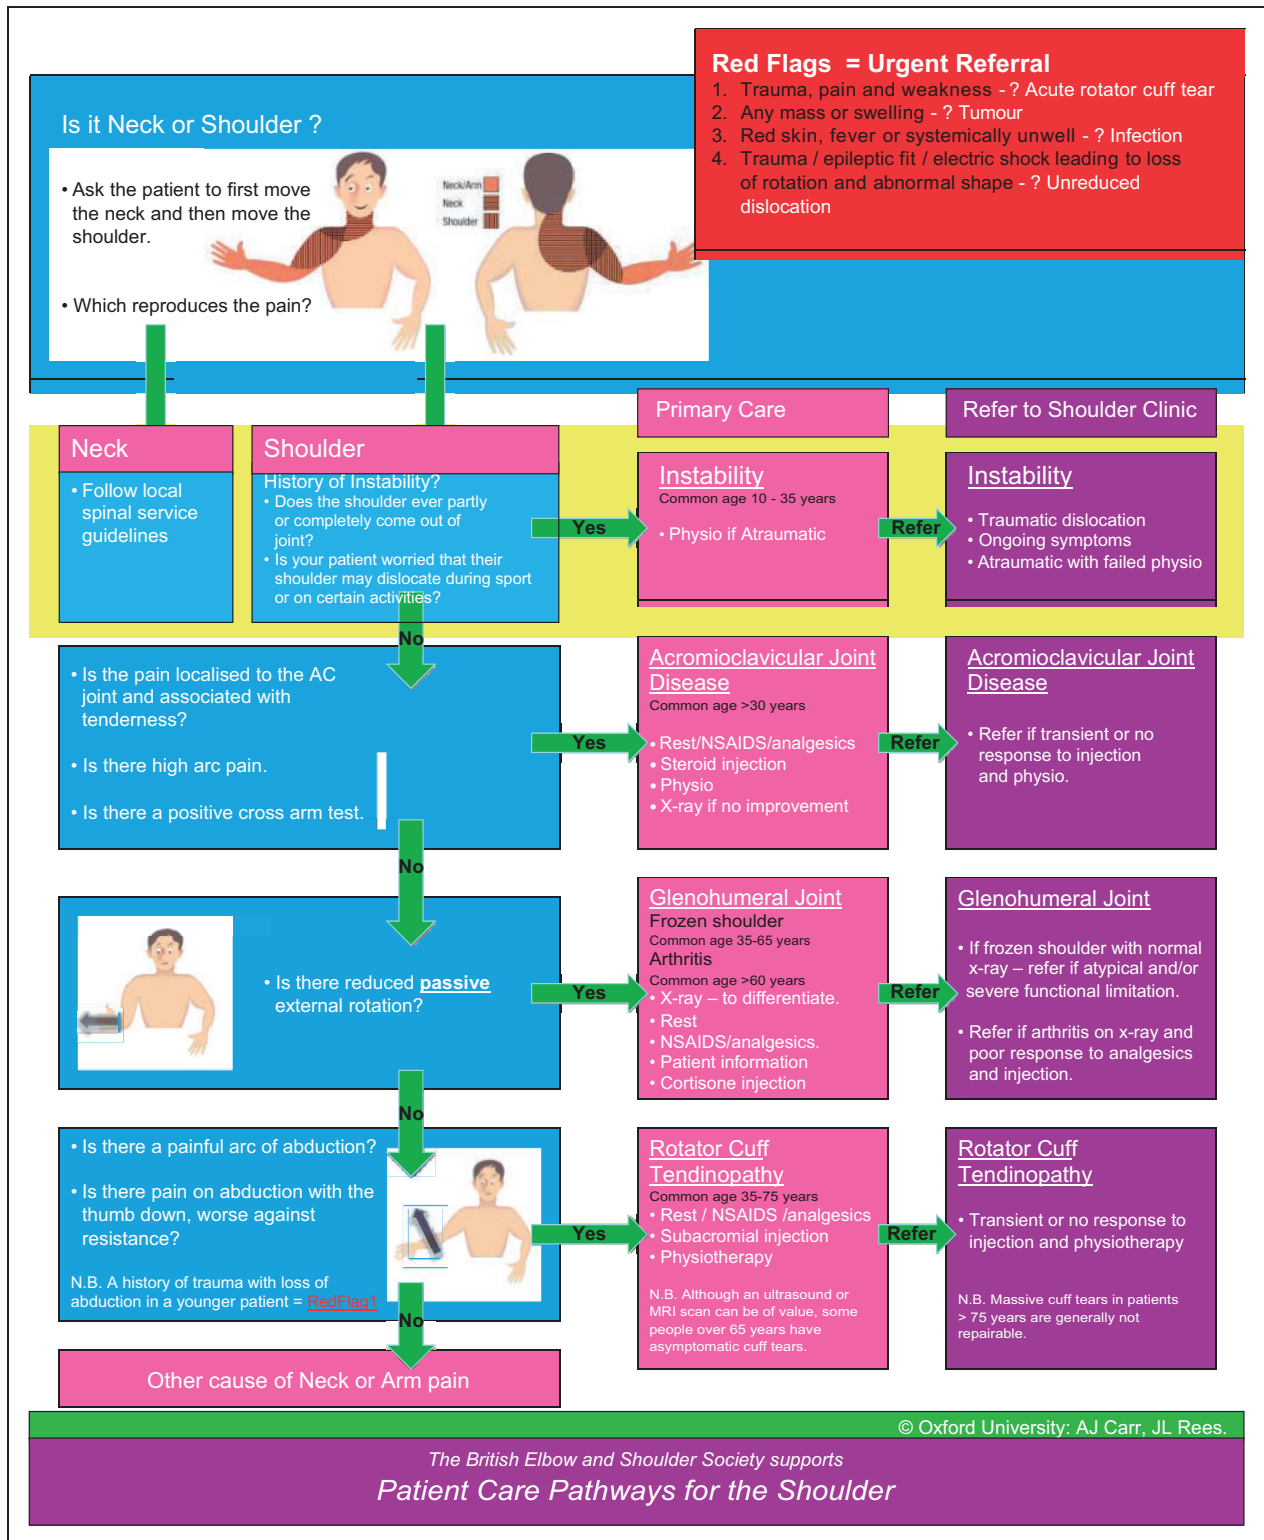 Red Flags = Urgent Referral
1. Trauma, pain and weakness - ? Acute rotator cuff tear
2. Any mass or swelling - ? Tumour
3. Red skin, fever or systemically unwell - ? Infection
4. Trauma / epileptic fit / electric shock leading to loss
of rotation and abnormal shape - ? Unreduced
dislocation
Is it Neck or Shoulder ?
• Ask the patient to first move
the neck and then move the
shoulder.
• Which reproduces the pain?
Neck/Arm
Neck
Shoulder
Primary Care
Refer to Shoulder Clinic
Neck
• Follow local
spinal service
guidelines
Shoulder
History of Instability?
• Does the shoulder ever partly
or completely come out of
joint?
• Is your patient worried that their
shoulder may dislocate during sport
or on certain activities?
Yes
Instability
Common age 10 - 35 years
• Physio if Atraumatic
Refer
Instability
• Traumatic dislocation
• Ongoing symptoms
• Atraumatic with failed physio
No
• Is the pain localised to the AC
joint and associated with
tenderness?
• Is there high arc pain.
• Is there a positive cross arm test.
Yes
Acromioclavicular Joint
Disease
Common age >30 years
• Rest/NSAIDS/analgesics
• Steroid injection
• Physio
• X-ray if no improvement
Refer
Acromioclavicular Joint
Disease
• Refer if transient or no
response to injection
and physio.
No
• Is there reduced passive
external rotation?
Yes
Glenohumeral Joint
Frozen shoulder
Common age 35-65 years
Arthritis
Common age >60 years
• X-ray – to differentiate.
• Rest
• NSAIDS/analgesics.
• Patient information
• Cortisone injection
Refer
Glenohumeral Joint
• If frozen shoulder with normal
x-ray – refer if atypical and/or
severe functional limitation.
• Refer if arthritis on x-ray and
poor response to analgesics
and injection.
No
• Is there a painful arc of abduction?
• Is there pain on abduction with the
thumb down, worse against
resistance?
N.B. A history of trauma with loss of
abduction in a younger patient = RedFlag1
Yes
Rotator Cuff
Tendinopathy
Common age 35-75 years
• Rest / NSAIDS /analgesics
• Subacromial injection
• Physiotherapy
N.B. Although an ultrasound or
MRI scan can be of value, some
people over 65 years have
asymptomatic cuff tears.
Refer
Rotator Cuff
Tendinopathy
• Transient or no response to
injection and physiotherapy
N.B. Massive cuff tears in patients
> 75 years are generally not
repairable.
No
Other cause of Neck or Arm pain
© Oxford University: AJ Carr, JL Rees.
The British Elbow and Shoulder Society supports
Patient Care Pathways for the Shoulder